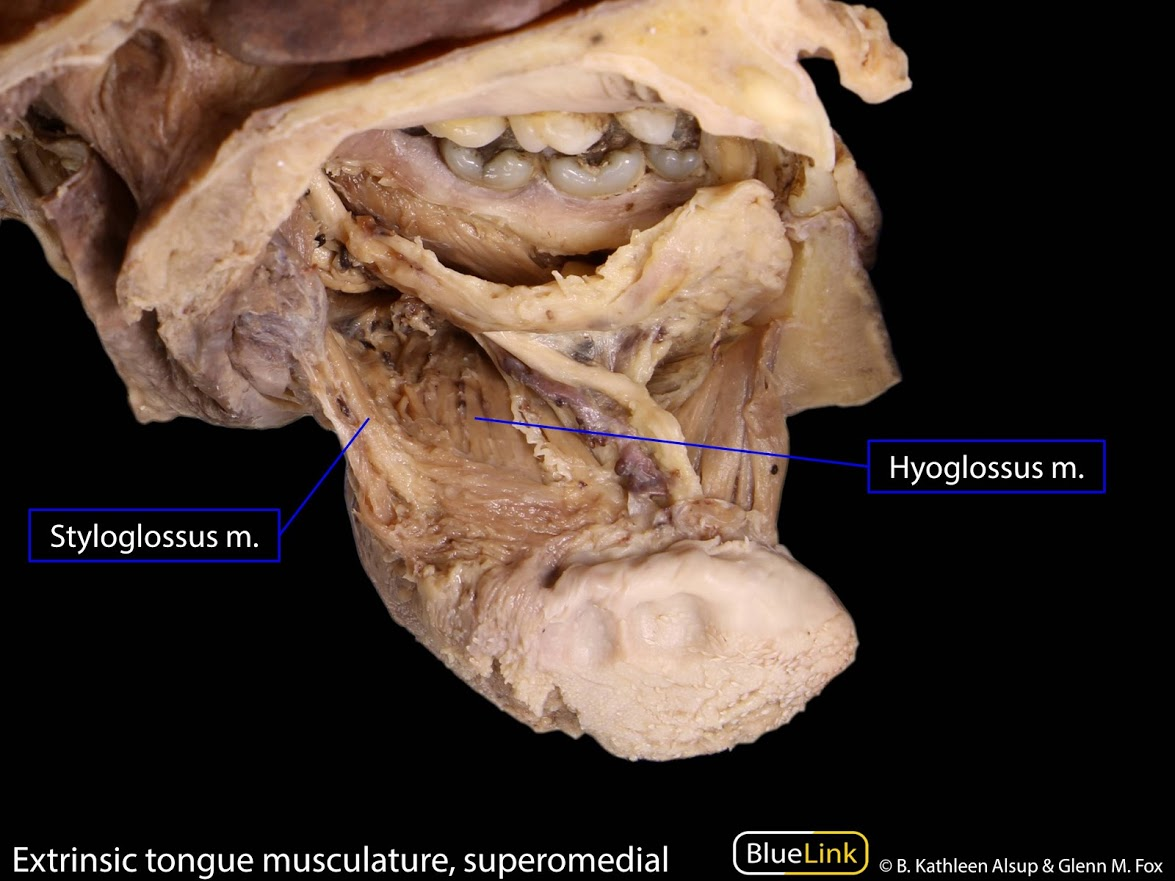 Hyoglossus m.
Styloglossus m.
Extrinsic tongue musculature, superomedial
BlueLink
© B. Kathleen Alsup & Glenn M. Fox